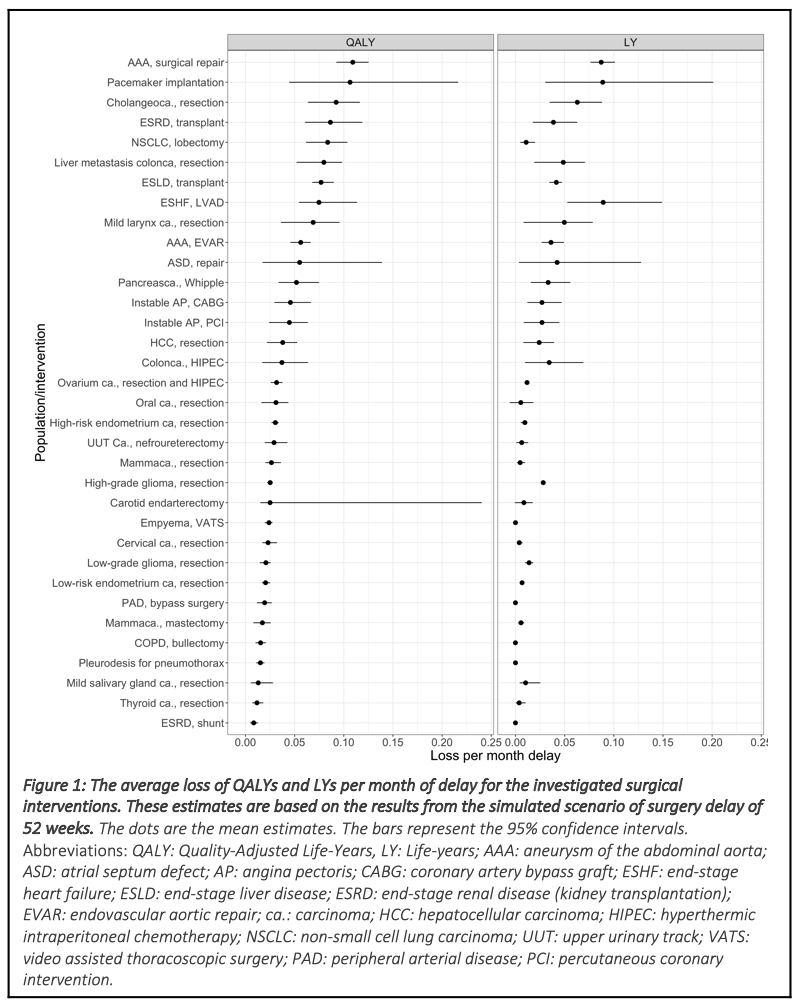 QALY
LY
AAA, surgical repair
Pacemaker implantation
Cholangeoca., resection
ESRD, transplant
NSCLC, lobectomy
Liver metastasis colonca, resection
ESLD, transplant
ESHF, LVAD
Mild larynx ca., resection
AAA, EVAR
ASD, repair
Pancreasca., Whipple
Instable AP, CABG
Instable AP, PCI
HCC, resection
Colonca., HIPEC
Ovarium ca., resection and HIPEC
Oral ca., resection
High-risk endometrium ca, resection
UUT Ca., nefroureterectomy
Mammaca., resection
High-grade glioma, resection
Carotid endarterectomy
Empyema, VATS
Cervical ca., resection
Low-grade glioma, resection
Low-risk endometrium ca, resection
PAD, bypass surgery
Mammaca., mastectomy
COPD, bullectomy
Pleurodesis for pneumothorax
Mild salivary gland ca., resection
Thyroid ca., resection
ESRD, shunt
Population/intervention
0.00 0.05 0.10 0.15 0.20 0.25 0.00 0.05 0.10 0.15 0.20 0.25
Loss per month delay
Figure 1: The average loss of QALYs and LYs per month of delay for the investigated surgical
interventions. These estimates are based on the results from the simulated scenario of surgery delay of
52 weeks. The dots are the mean estimates. The bars represent the 95% confidence intervals.
Abbreviations: QALY: Quality-Adjusted Life-Years, LY: Life-years; AAA: aneurysm of the abdominal aorta;
ASD: atrial septum defect; AP: angina pectoris; CABG: coronary artery bypass graft; ESHF: end-stage
heart failure; ESLD: end-stage liver disease; ESRD: end-stage renal disease (kidney transplantation);
EVAR: endovascular aortic repair; ca.: carcinoma; HCC: hepatocellular carcinoma; HIPEC: hyperthermic
intraperitoneal chemotherapy; NSCLC: non-small cell lung carcinoma; UUT: upper urinary track; VATS:
video assisted thoracoscopic surgery; PAD: peripheral arterial disease; PCI: percutaneous coronary
intervention.